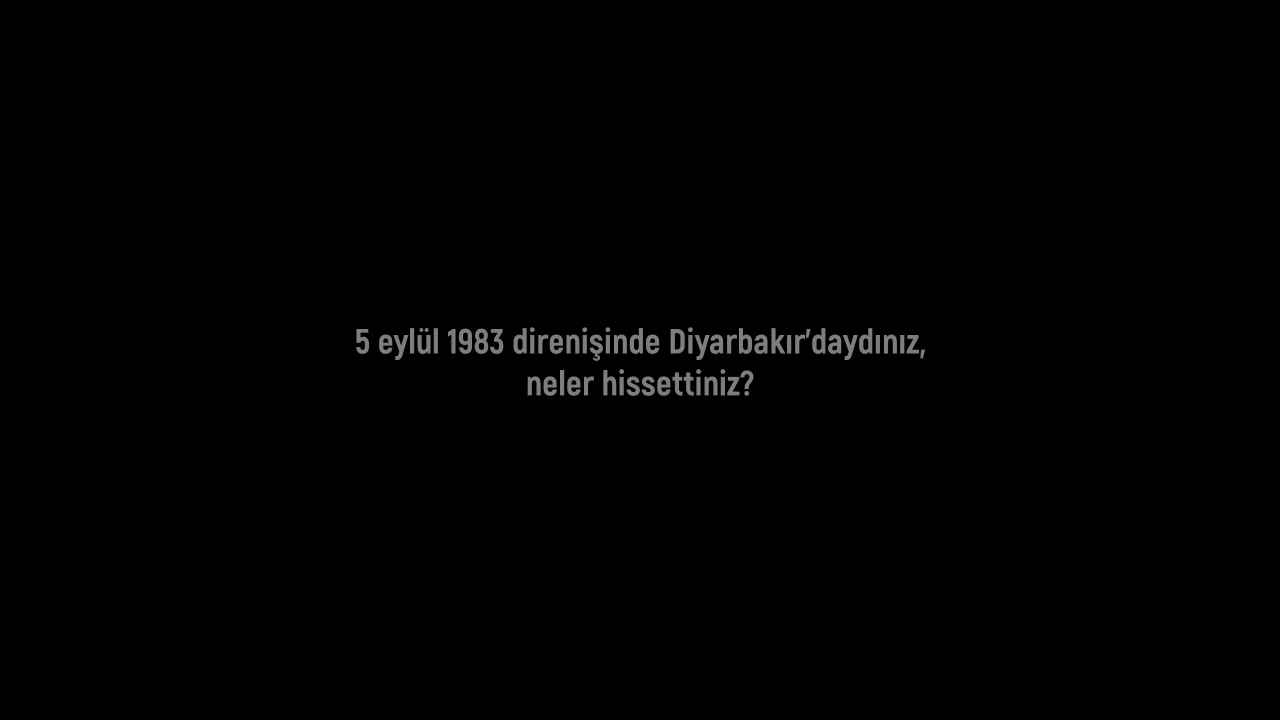 5 eylül 1983 direnişinde Diyarbakır’daydınız,
neler hissettiniz?